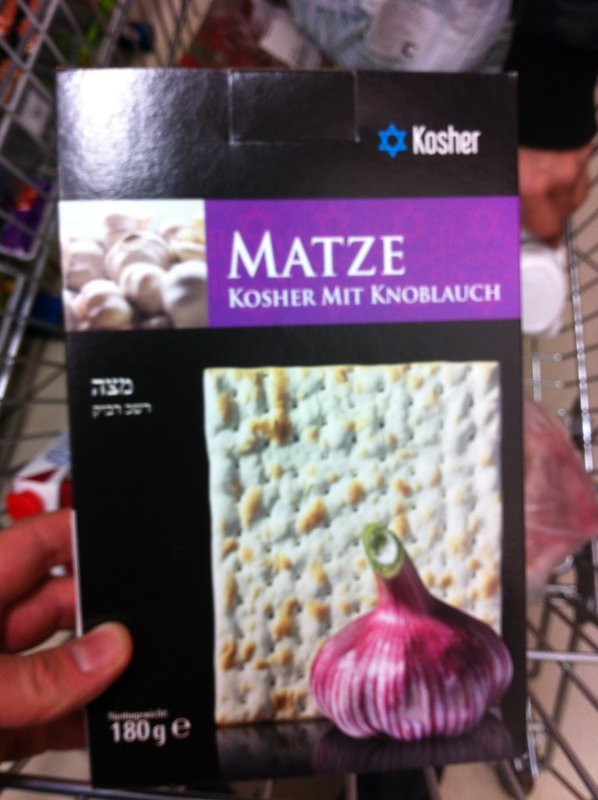 Kosher
MATZE
KOSHER MIT KNOBLAUCH
מצה
180g e